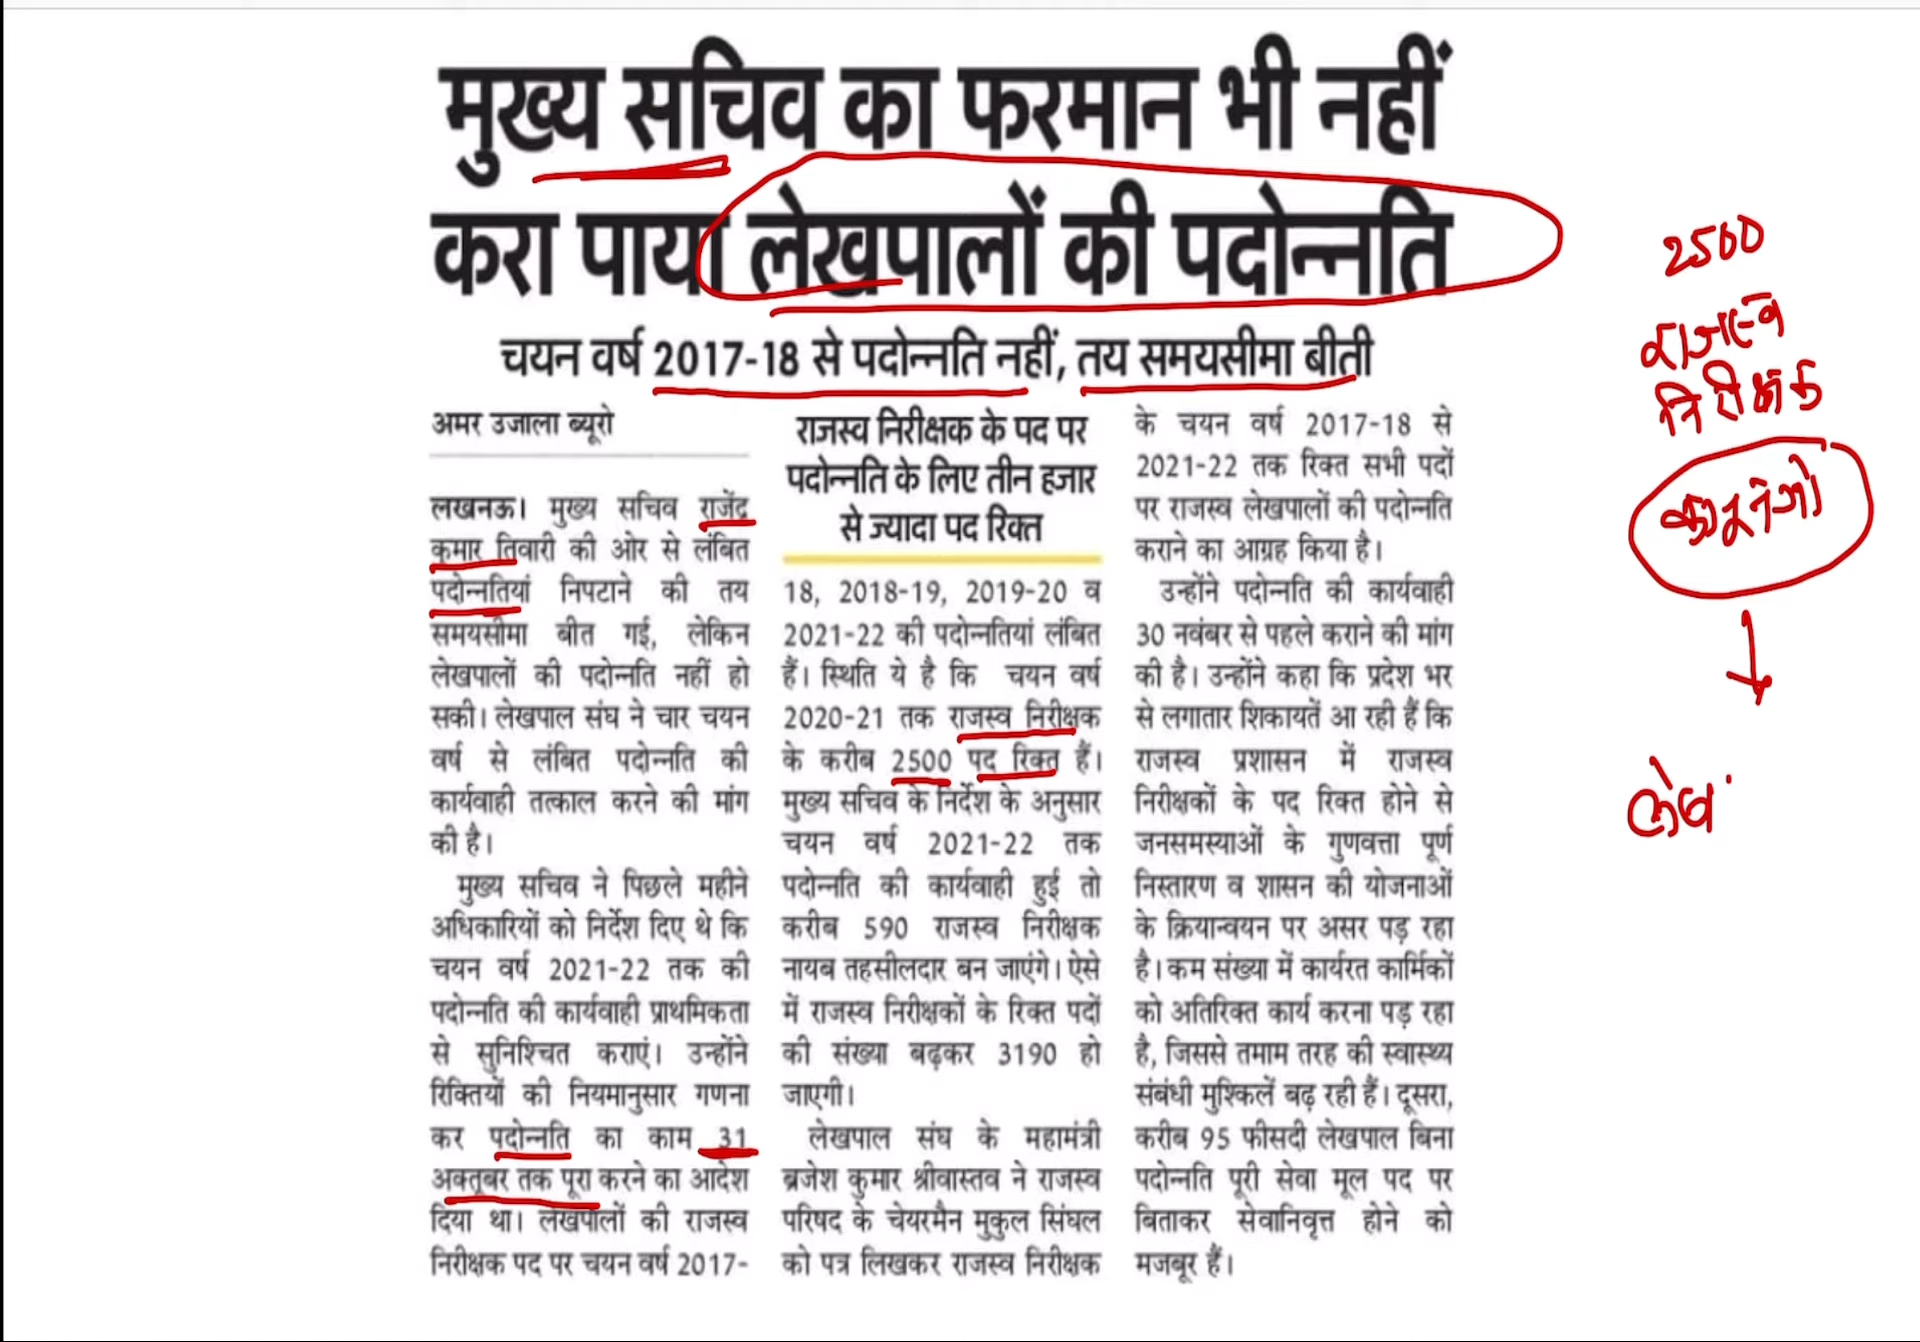 मुख्य सचिव का फरमान भी नहीं
करा पाया लेखपालों की पदोन्नति
चयन वर्ष 2017-18 से पदोन्नति नहीं, तय समयसीमा बीती
अमर उजाला ब्यूरो
लखनऊ। मुख्य सचिव राजेंद्र
कुमार तिवारी की ओर से लंबित
पदोन्नतियां निपटाने की तय
समयसीमा बीत गई, लेकिन
लेखपालों की पदोन्नति नहीं हो
सकी। लेखपाल संघ ने चार चयन
वर्ष से लंबित पदोन्नति की
कार्यवाही तत्काल करने की मांग
की है।
मुख्य सचिव ने पिछले महीने
अधिकारियों को निर्देश दिए थे कि
चयन वर्ष 2021-22 तक की
पदोन्नति की कार्यवाही प्राथमिकता
से सुनिश्चित कराएं। उन्होंने
रिक्तियों की नियमानुसार गणना
कर पदोन्नति का काम 31
अक्तूबर तक पूरा करने का आदेश
दिया था। लेखपालों की राजस्व
निरीक्षक पद पर चयन वर्ष 2017-
राजस्व निरीक्षक के पद पर
पदोन्नति के लिए तीन हजार
से ज्यादा पद रिक्त
18, 2018-19, 2019-20 व
2021-22 की पदोन्नतियां लंबित
हैं। स्थिति ये है कि चयन वर्ष
2020-21 तक राजस्व निरीक्षक
के करीब 2500 पद रिक्त हैं।
मुख्य सचिव के निर्देश के अनुसार
चयन वर्ष 2021-22 तक
पदोन्नति की कार्यवाही हुई तो
करीब 590 राजस्व निरीक्षक
नायब तहसीलदार बन जाएंगे। ऐसे
में राजस्व निरीक्षकों के रिक्त पदों
की संख्या बढ़कर 3190 हो
जाएगी।
लेखपाल संघ के महामंत्री
ब्रजेश कुमार श्रीवास्तव ने राजस्व
परिषद के चेयरमैन मुकुल सिंघल
को पत्र लिखकर राजस्व निरीक्षक
के चयन वर्ष 2017-18 से
2021-22 तक रिक्त सभी पदों
पर राजस्व लेखपालों की पदोन्नति
कराने का आग्रह किया है।
उन्होंने पदोन्नति की कार्यवाही
30 नवंबर से पहले कराने की मांग
की है। उन्होंने कहा कि प्रदेश भर
से लगातार शिकायतें आ रही हैं कि
राजस्व प्रशासन में राजस्व
निरीक्षकों के पद रिक्त होने से
जनसमस्याओं के गुणवत्ता पूर्ण
निस्तारण व शासन की योजनाओं
के क्रियान्वयन पर असर पड़ रहा
है। कम संख्या में कार्यरत कार्मिकों
को अतिरिक्त कार्य करना पड़ रहा
है, जिससे तमाम तरह की स्वास्थ्य
संबंधी मुश्किलें बढ़ रही हैं। दूसरा,
करीब 95 फीसदी लेखपाल बिना
पदोन्नति पूरी सेवा मूल पद पर
बिताकर सेवानिवृत्त होने को
मजबूर हैं।
2500
राजस्व
निरीक्षक
कानूनगो
लेख